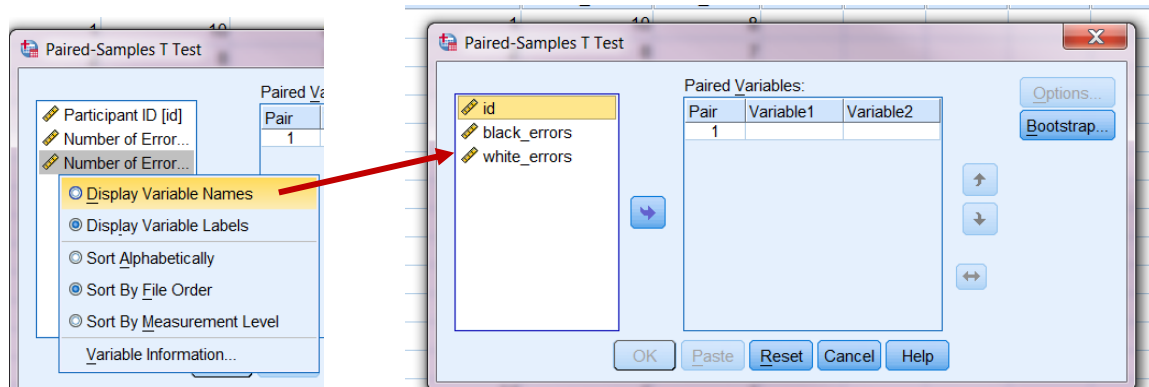 Paired-Samples T Test
Paired Va
Participant ID [id]
Pair
Number of Error...
1
Number of Error...
Display Variable Names
Display Variable Labels
Sort Alphabetically
Sort By File Order
Sort By Measurement Level
Variable Information...
Paired-Samples T Test
X
Paired Variables:
Options...
id
Pair Variable1 Variable2
Bootstrap...
black_errors
1
white_errors
OK Paste Reset Cancel Help